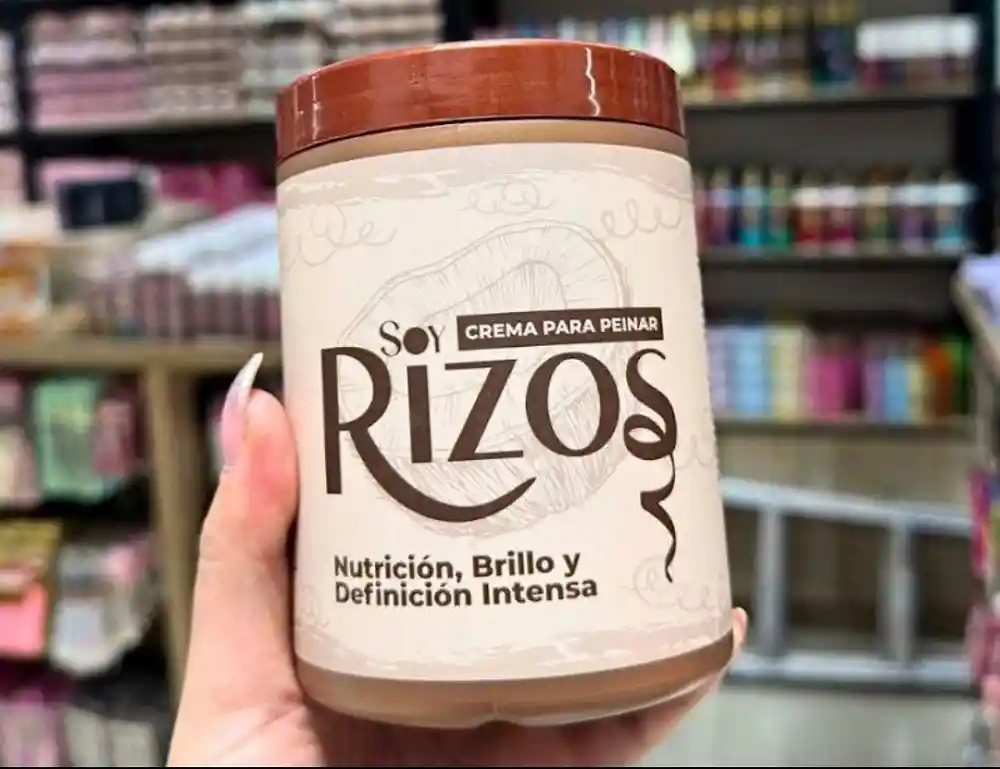 SOY
CREMA PARA PEINAR
RIZOS
Nutrición, Brillo y
Definición Intensa